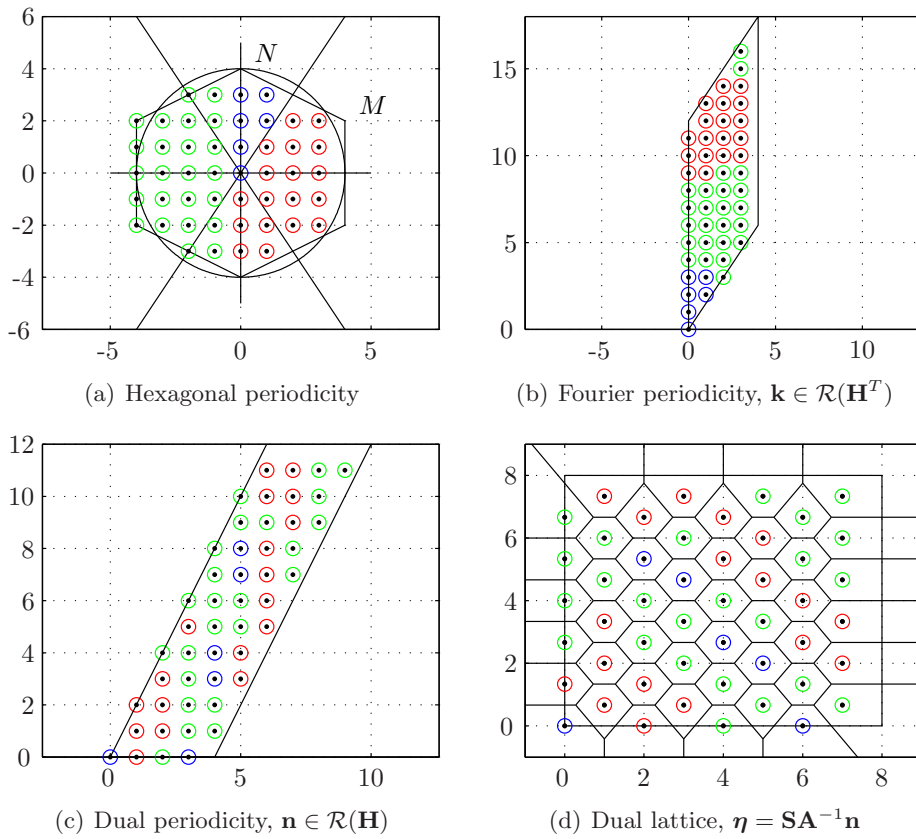 6
4
2
0
-2
-4
-6
-5 0 5
N
M
(a) Hexagonal periodicity
15
10
5
0
-5 0 5 10
(b) Fourier periodicity, k ∈ R(H^T)
12
10
8
6
4
2
0
0 5 10
(c) Dual periodicity, n ∈ R(H)
8
6
4
2
0
0 2 4 6 8
(d) Dual lattice, η = SA^{-1}n